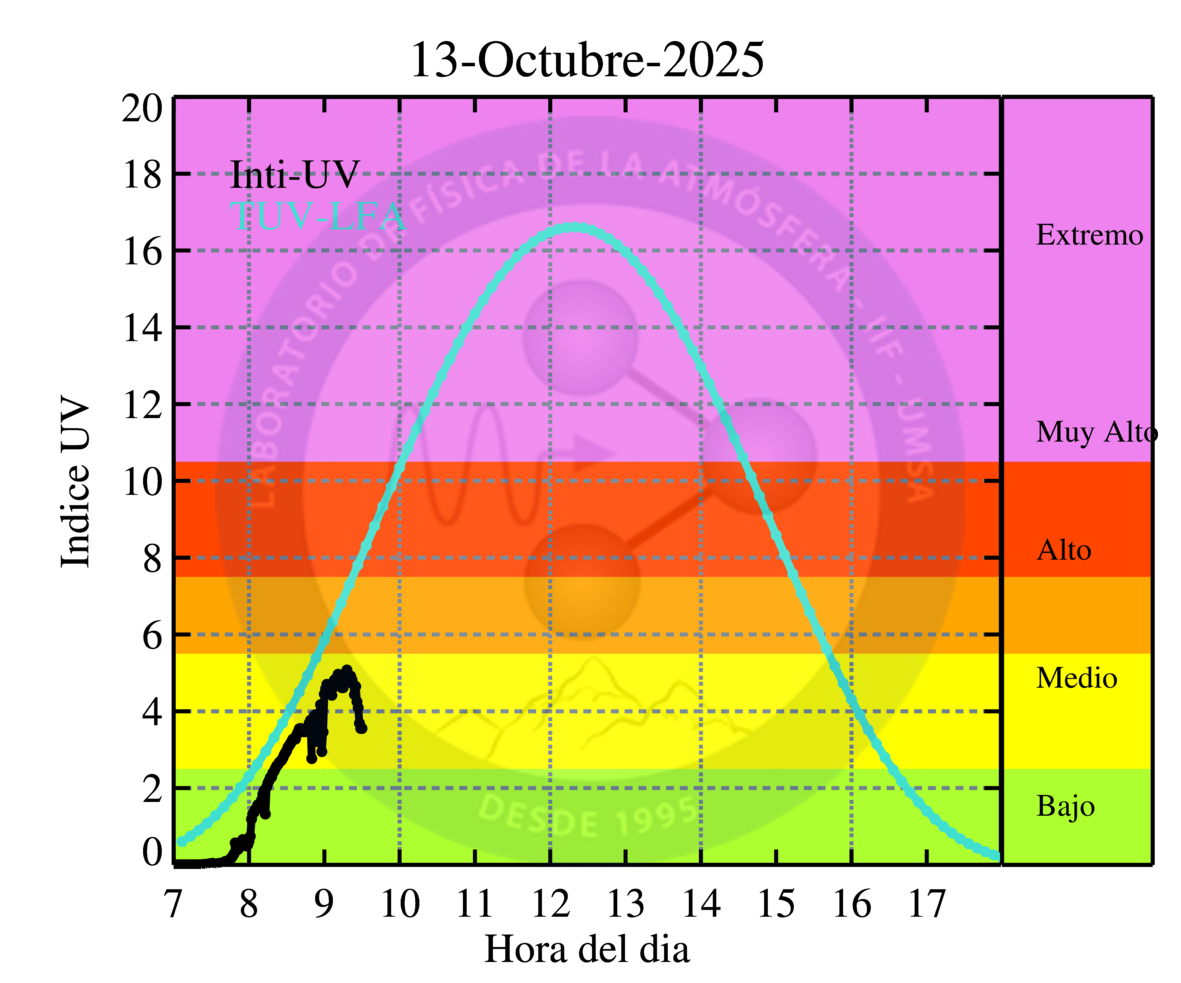 13-Octubre-2025
20
18
16
14
12
10
8
6
4
2
0
Indice UV
Inti-UV
TUV-LFA
LABORATORIO DE FÍSICA DE LA ATMÓSFERA - IIF - UMSA
DESDE 1995
Extremo
Muy Alto
Alto
Medio
Bajo
7 8 9 10 11 12 13 14 15 16 17
Hora del dia